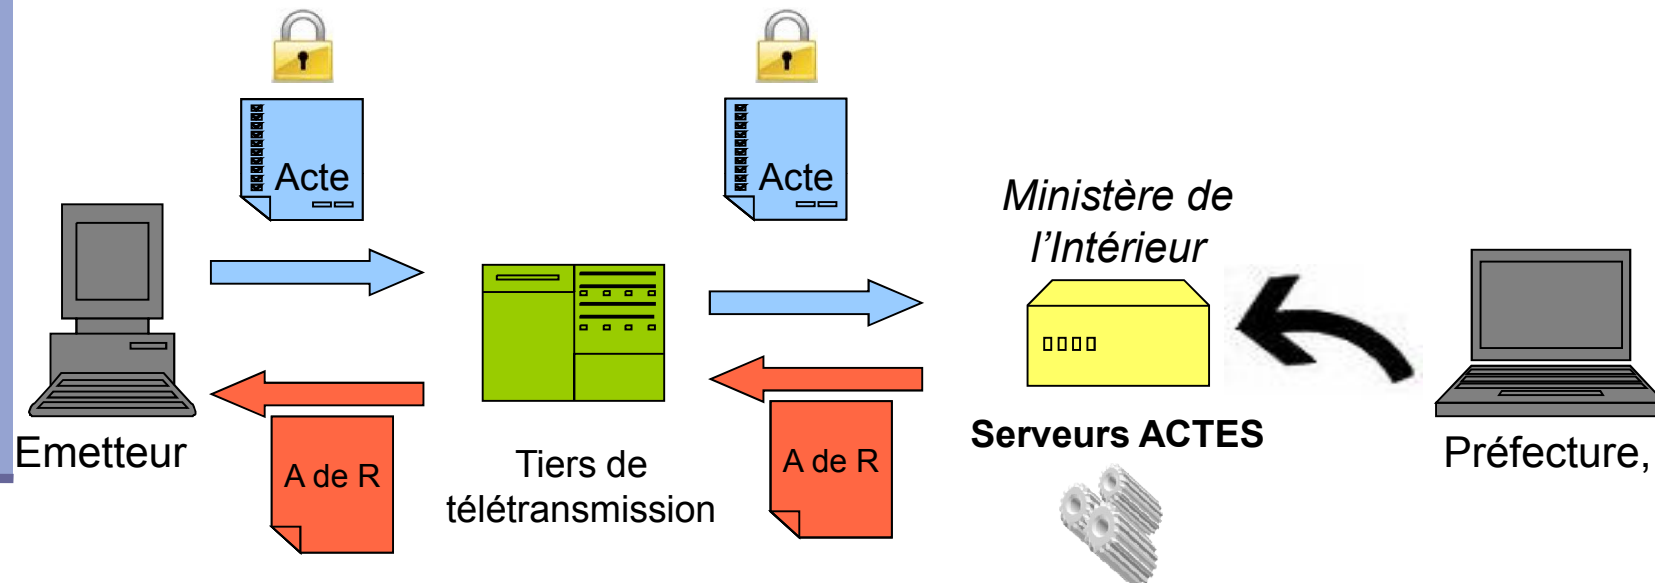 Acte
Acte
Ministère de
l'Intérieur
Serveurs ACTES
Emetteur
A de R
Tiers de
télétransmission
A de R
Préfecture,